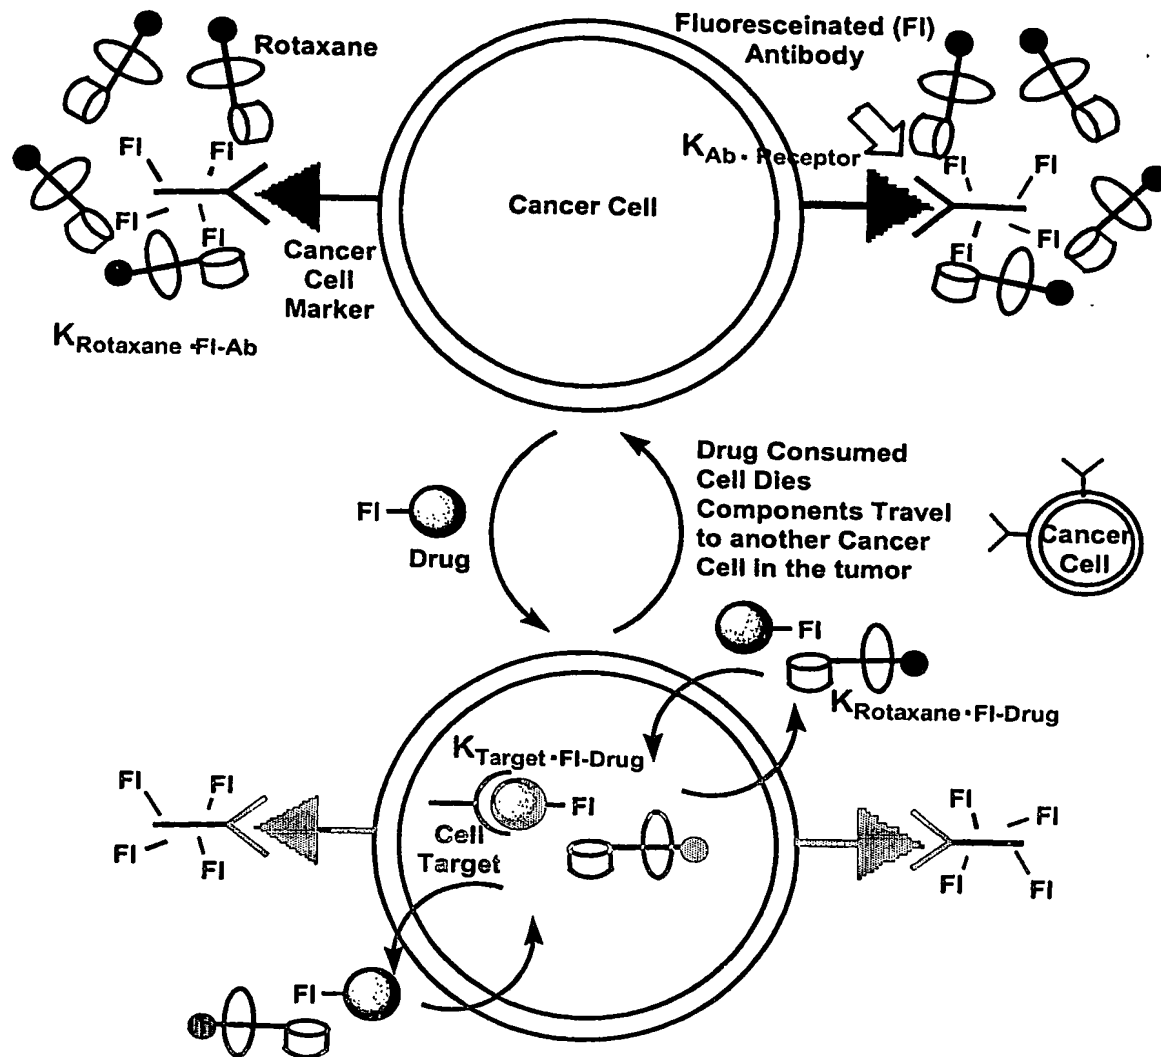 Rotaxane
Fluoresceinated (Fl)
Antibody
Fl
Fl
Fl
Fl
Cancer
Cell
Marker
K Rotaxane·Fl-Ab
Cancer Cell
K Ab·Receptor
Fl
Fl
Fl
Fl
Fl
Drug
Drug Consumed
Cell Dies
Components Travel
to another Cancer
Cell in the tumor
Cancer
Cell
Fl
K Rotaxane·Fl-Drug
K Target·Fl-Drug
Fl
Cell
Target
Fl
Fl
Fl
Fl
Fl
Fl
Fl
Fl
Fl